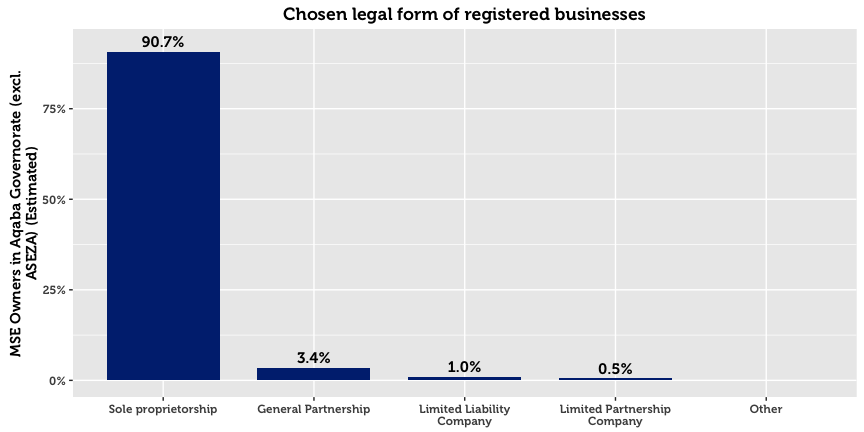 Chosen legal form of registered businesses
MSE Owners in Aqaba Governorate (excl.
ASEZA) (Estimated)
75%
50%
25%
0%
90.7%
3.4%
1.0%
0.5%
Sole proprietorship
General Partnership
Limited Liability
Company
Limited Partnership
Company
Other